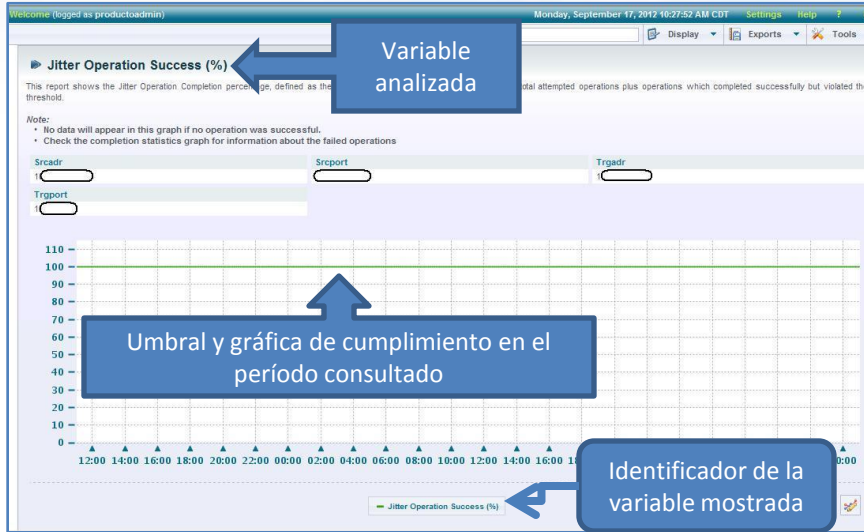 Welcome (logged as productoadmin) Monday, September 17, 2012 10:27:52 AM CDT Settings Help ?
Display Exports Tools
Jitter Operation Success (%)
Variable
analizada
This report shows the Jitter Operation Completion percentage, defined as the total attempted operations plus operations which completed successfully but violated the
threshold.
Note:
• No data will appear in this graph if no operation was successful.
• Check the completion statistics graph for information about the failed operations
Srcadr Srcport Trgadr
Trgport
110
100
90
80
70
60
50
40
30
20
10
0
Umbral y gráfica de cumplimiento en el
período consultado
12:00 14:00 16:00 18:00 20:00 22:00 00:00 02:00 04:00 06:00 08:00 10:00 12:00 14:00 16:00
Identificador de la
variable mostrada
Jitter Operation Success (%)